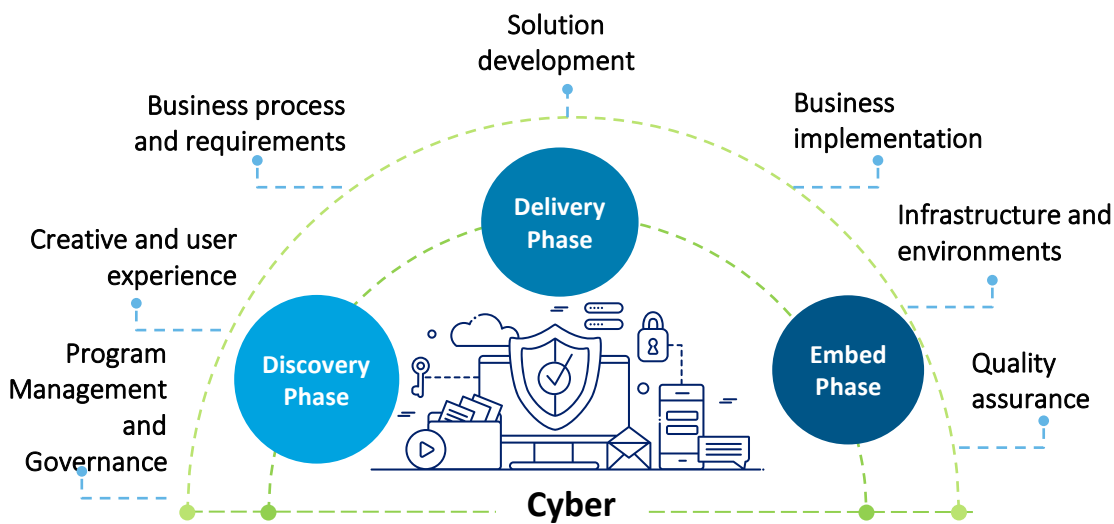 Solution
development
Business process
and requirements
Business
implementation
Delivery
Phase
Creative and user
experience
Infrastructure and
environments
Program
Management
and
Governance
Discovery
Phase
Embed
Phase
Quality
assurance
Cyber